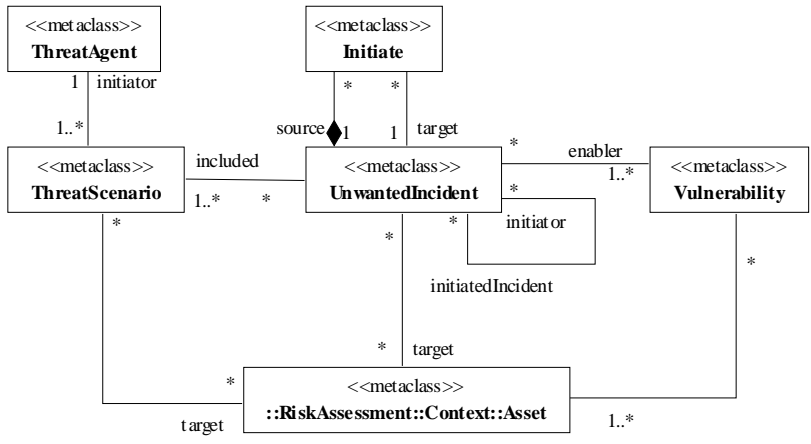 <<metaclass>>
ThreatAgent
<<metaclass>>
Initiate
1 initiator
* *
1..*
source 1 1 target
<<metaclass>>
ThreatScenario
included
1..* *
<<metaclass>>
UnwantedIncident
* enabler
1..*
<<metaclass>>
Vulnerability
*
initiator
*
initiatedIncident
*
*
*
* target
*
target
<<metaclass>>
::RiskAssessment::Context::Asset
1..*